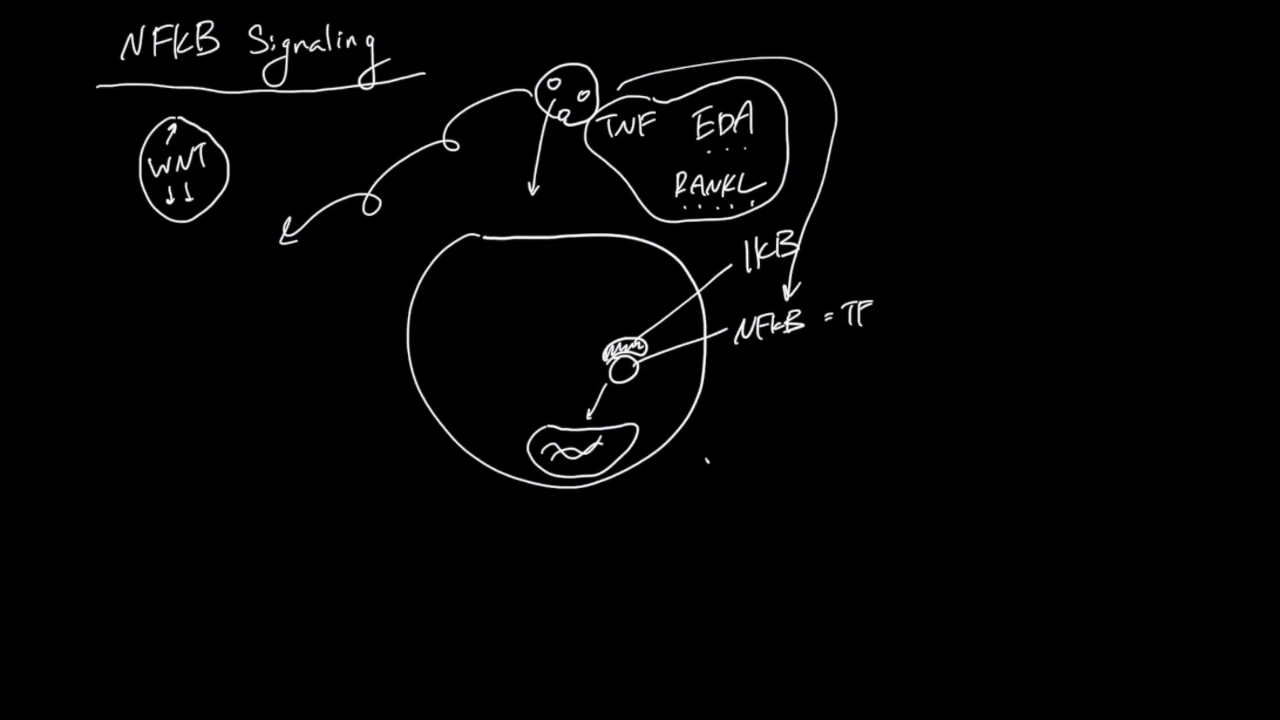 NFKB Signaling
WNT
TNF EDA
RANKL
IKB
NFKB = TF